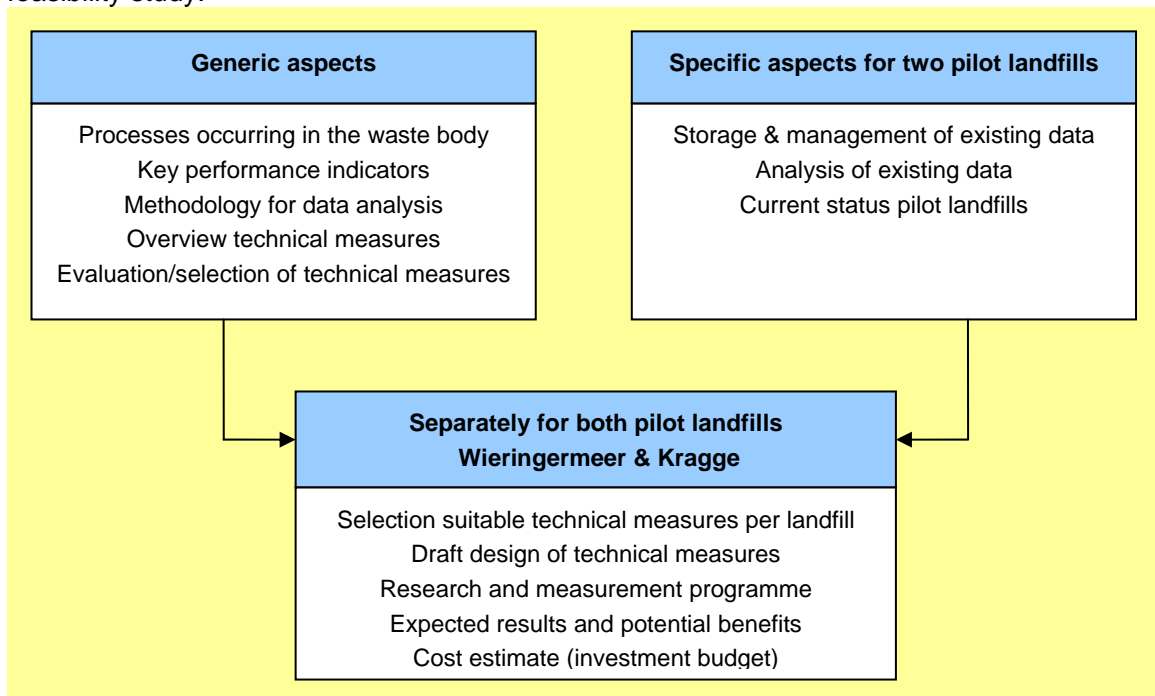 feasibility study.
Generic aspects
Processes occurring in the waste body
Key performance indicators
Methodology for data analysis
Overview technical measures
Evaluation/selection of technical measures
Specific aspects for two pilot landfills
Storage & management of existing data
Analysis of existing data
Current status pilot landfills
Separately for both pilot landfills
Wieringermeer & Kragge
Selection suitable technical measures per landfill
Draft design of technical measures
Research and measurement programme
Expected results and potential benefits
Cost estimate (investment budget)